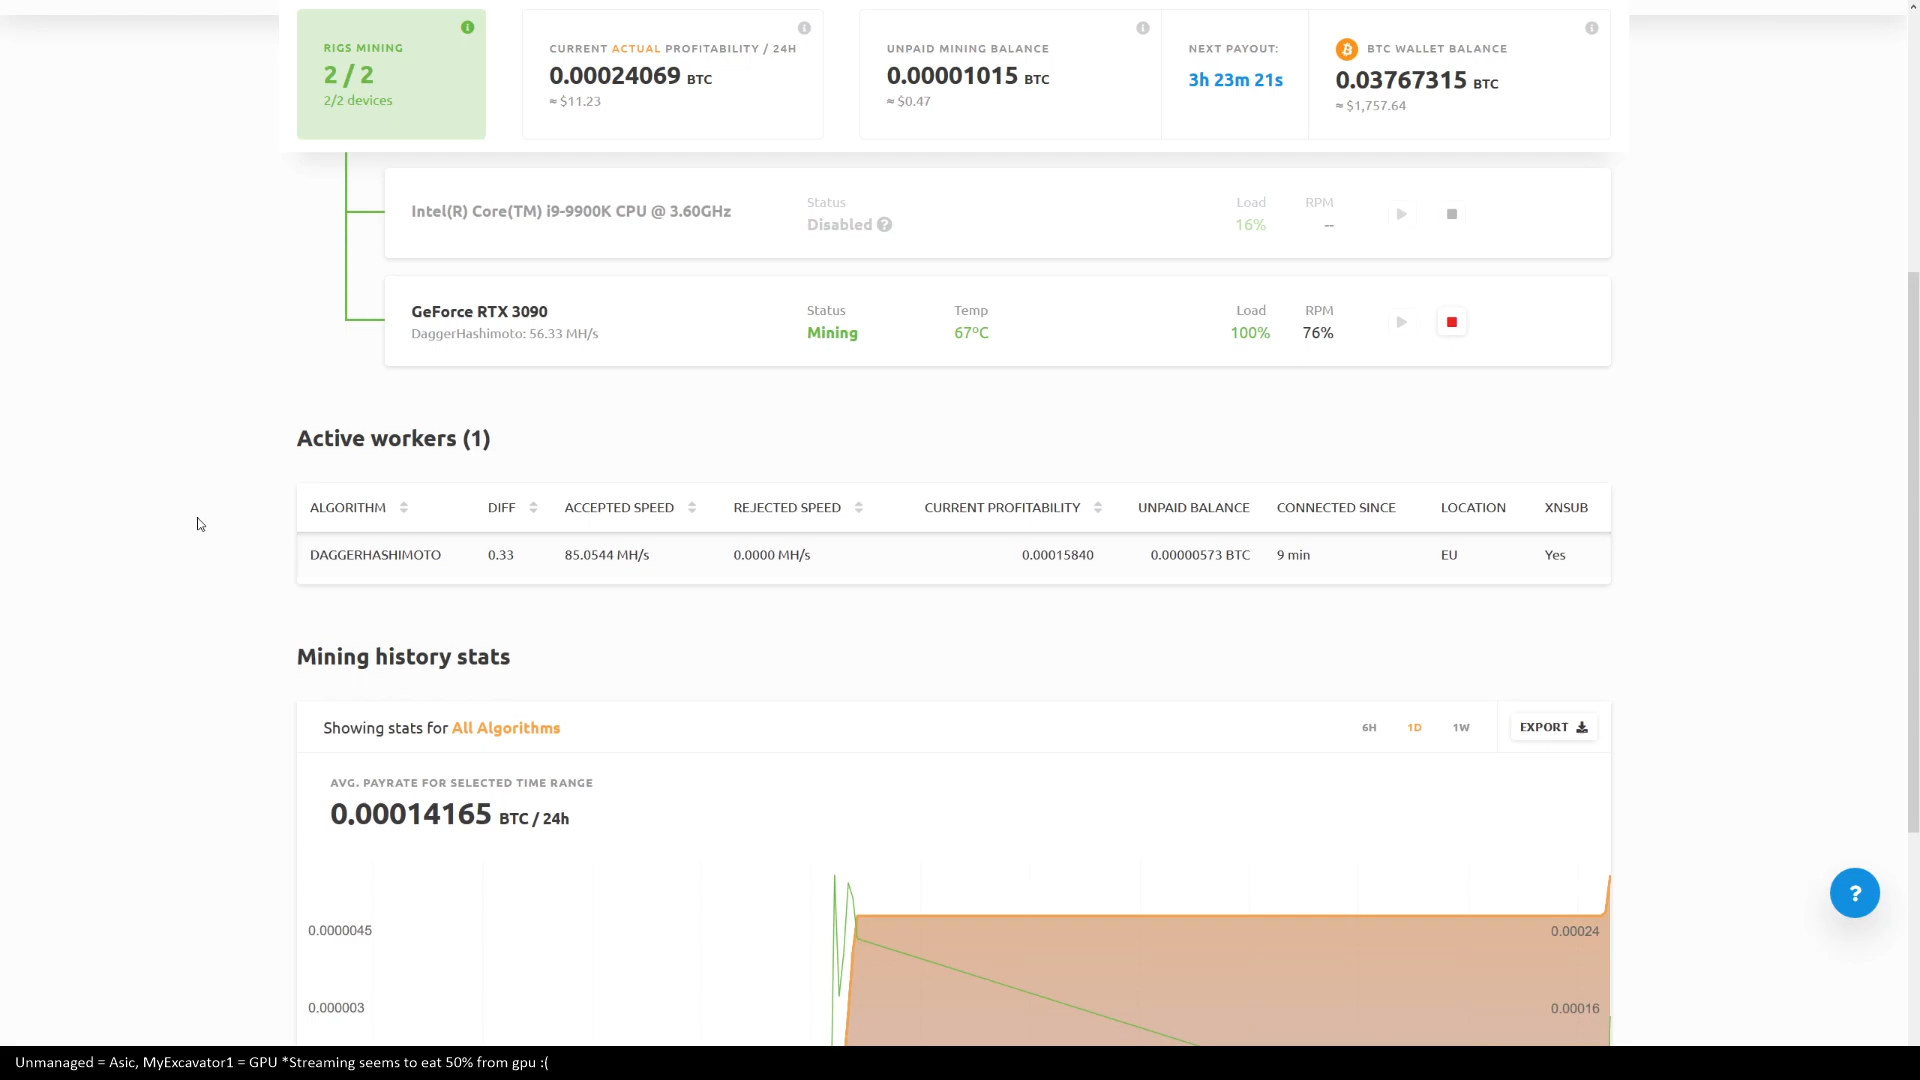 RIGS MINING
2 / 2
2/2 devices
CURRENT ACTUAL PROFITABILITY / 24H
0.00024069 BTC
≈ $11.23
UNPAID MINING BALANCE
0.00001015 BTC
≈ $0.47
NEXT PAYOUT:
3h 23m 21s
BTC WALLET BALANCE
0.03767315 BTC
≈ $1,757.64
Intel(R) Core(TM) i9-9900K CPU @ 3.60GHz
Status
Disabled ?
Load
16%
RPM
--
GeForce RTX 3090
DaggerHashimoto: 56.33 MH/s
Status
Mining
Temp
67°C
Load
100%
RPM
76%
Active workers (1)
ALGORITHM DIFF ACCEPTED SPEED REJECTED SPEED CURRENT PROFITABILITY UNPAID BALANCE CONNECTED SINCE LOCATION XNSUB
DAGGERHASHIMOTO 0.33 85.0544 MH/s 0.0000 MH/s 0.00015840 0.00000573 BTC 9 min EU Yes
Mining history stats
Showing stats for All Algorithms
6H 1D 1W EXPORT
AVG. PAYRATE FOR SELECTED TIME RANGE
0.00014165 BTC / 24h
0.0000045
0.00024
0.000003
0.00016
?
Unmanaged = Asic, MyExcavator1 = GPU *Streaming seems to eat 50% from gpu :(